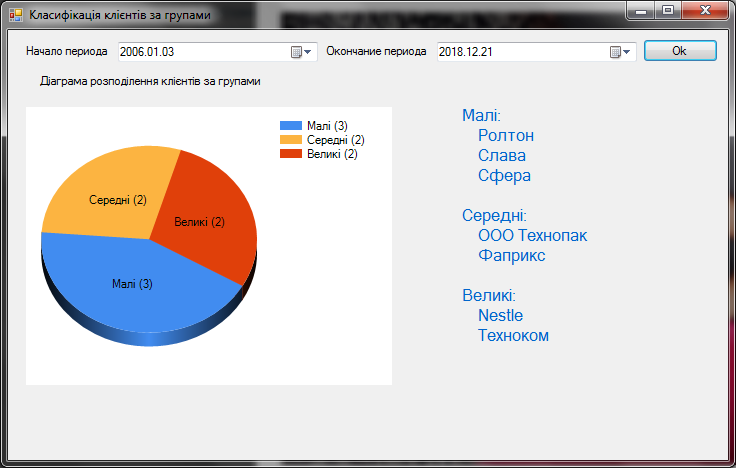 Класифікація клієнтів за групами
Начало периода 2006.01.03 Окончание периода 2018.12.21 Ok
Діаграма розподілення клієнтів за групами
Малі (3)
Середні (2)
Великі (2)
Середні (2)
Великі (2)
Малі (3)
Малі:
Ролтон
Слава
Сфера
Середні:
ООО Технопак
Фаприкс
Великі:
Nestle
Техноком